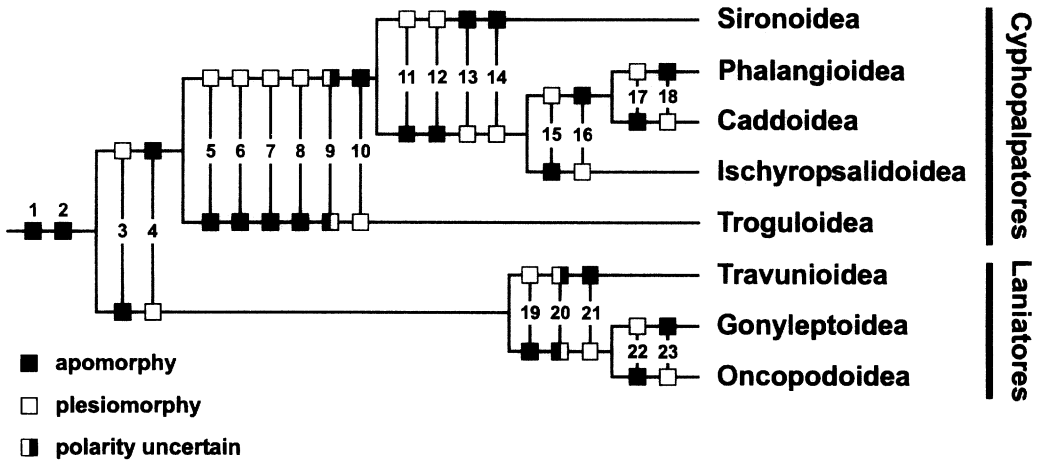 Sironoidea
Phalangioidea
Caddoidea
Ischyropsalidoidea
Troguloidea
Travunioidea
Gonyleptoidea
Oncopodoidea
Cyphopalpatores
Laniatores
1 2
3 4
5 6 7 8 9 10
11 12 13 14
15 16
17 18
19 20 21
22 23
apomorphy
plesiomorphy
polarity uncertain